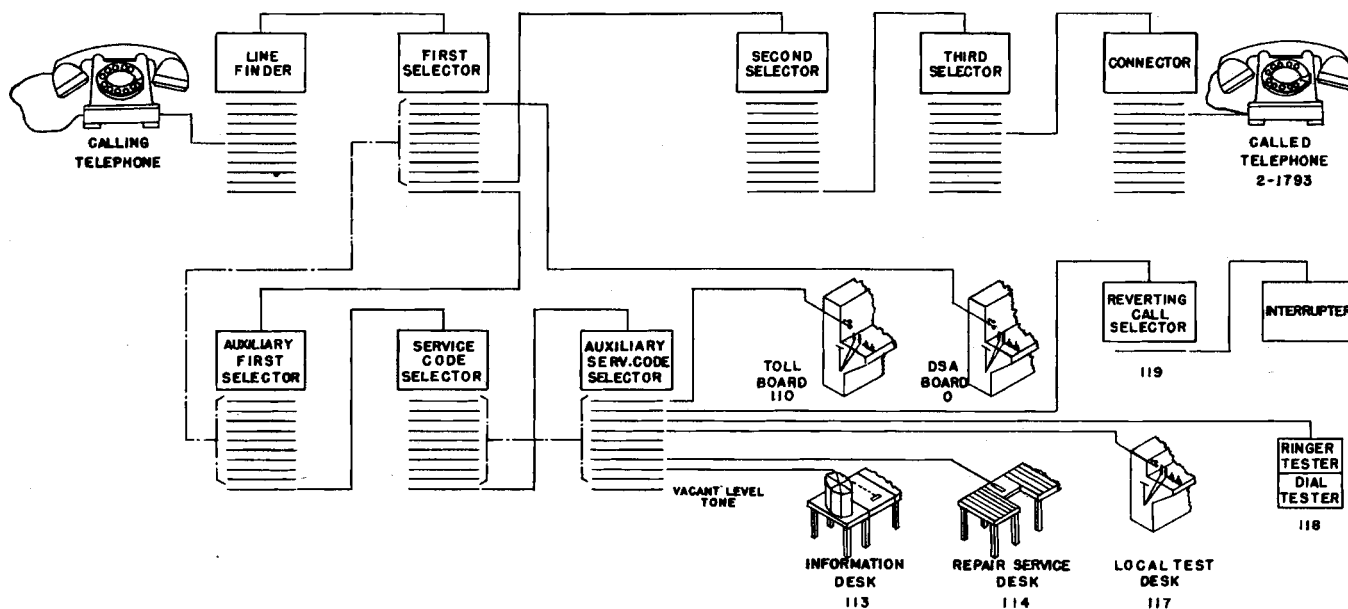 LINE
FINDER
FIRST
SELECTOR
SECOND
SELECTOR
THIRD
SELECTOR
CONNECTOR
CALLING
TELEPHONE
CALLED
TELEPHONE
2-1793
AUXILIARY
FIRST
SELECTOR
SERVICE
CODE
SELECTOR
AUXILIARY
SERV.CODE
SELECTOR
TOLL
BOARD
110
DSA
BOARD
0
REVERTING
CALL
SELECTOR
119
INTERRUPTER
VACANT LEVEL
TONE
INFORMATION
DESK
113
REPAIR SERVICE
DESK
114
LOCAL TEST
DESK
117
RINGER
TESTER
DIAL
TESTER
118